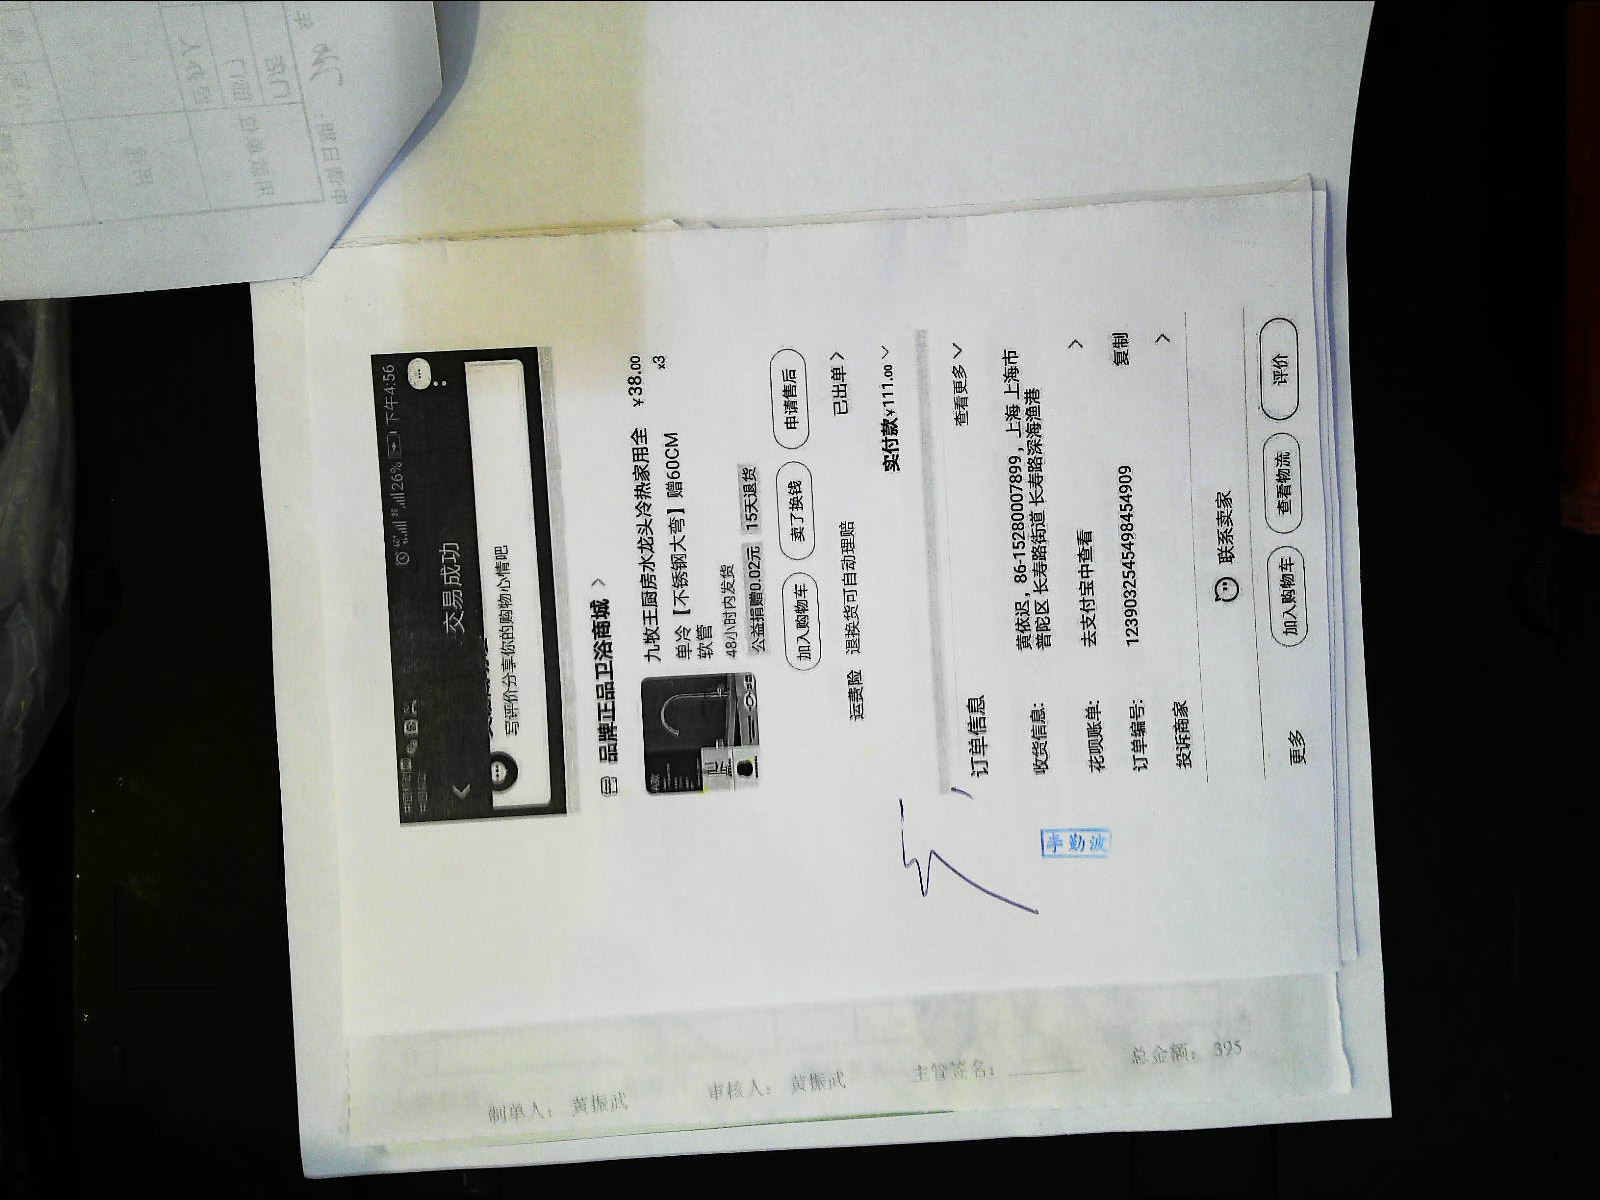 下午4:56
26%
交易成功
写评价分享你的购物心情吧
品牌正品卫浴商城 >
九牧王厨房水龙头冷热家用全
单冷【不锈钢大弯】赠60CM
软管
¥38.00
x3
48小时内发货
公益捐赠0.02元 15天退货
加入购物车 卖了换钱 申请售后
运费险 退换货可自动理赔 已出单 >
实付款¥111.00
订单信息 查看更多
收货信息: 黄依迟，86-15280007899，上海 上海市
普陀区 长寿路街道 长寿路深海渔港
花呗账单: 去支付宝中查看 >
订单编号: 1239032545498454909 复制
投诉商家 >
联系卖家
更多 加入购物车 查看物流 评价
李勤波
制单人： 黄振武
审核人： 黄振武
主管签名：
总金额： 395